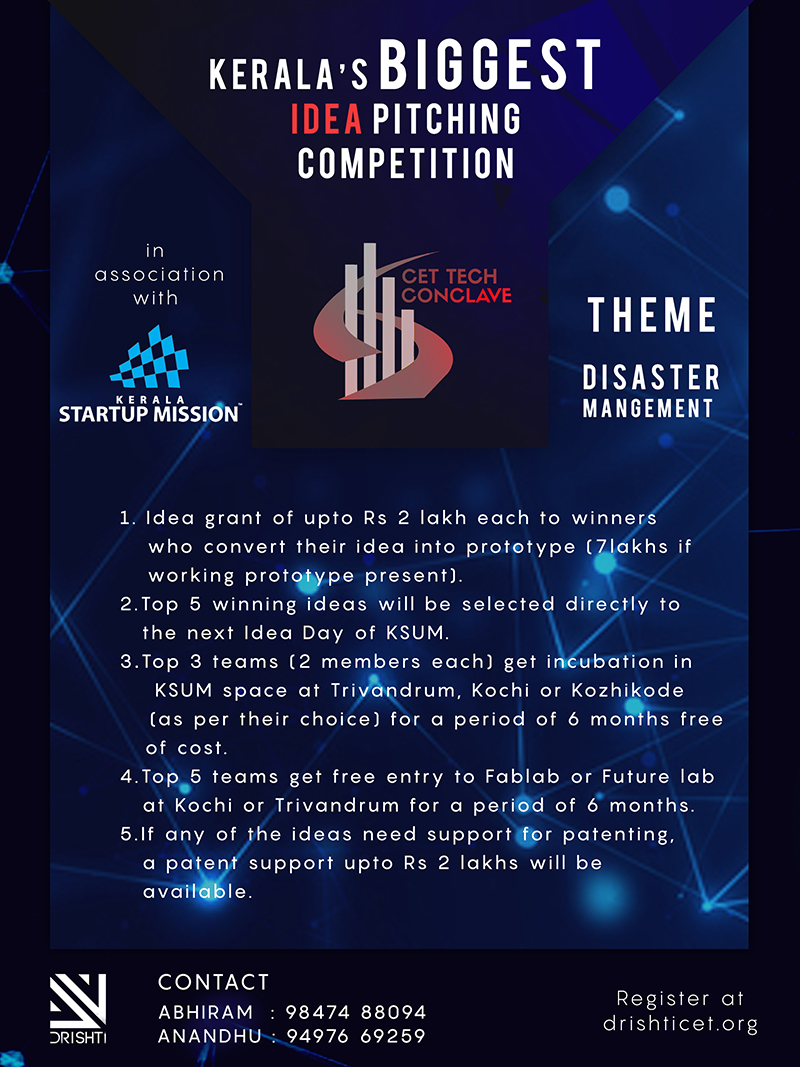 KERALA'S BIGGEST
IDEA PITCHING
COMPETITION
in
association
with
KERALA
STARTUP MISSION™
CET TECH
CONCLAVE
THEME
DISASTER
MANGEMENT
1. Idea grant of upto Rs 2 lakh each to winners
who convert their idea into prototype (7lakhs if
working prototype present).
2.Top 5 winning ideas will be selected directly to
the next Idea Day of KSUM.
3.Top 3 teams (2 members each) get incubation in
KSUM space at Trivandrum, Kochi or Kozhikode
(as per their choice) for a period of 6 months free
of cost.
4.Top 5 teams get free entry to Fablab or Future lab
at Kochi or Trivandrum for a period of 6 months.
5.If any of the ideas need support for patenting,
a patent support upto Rs 2 lakhs will be
available.
DRISHTI
CONTACT
ABHIRAM : 98474 88094
ANANDHU : 94976 69259
Register at
drishticet.org